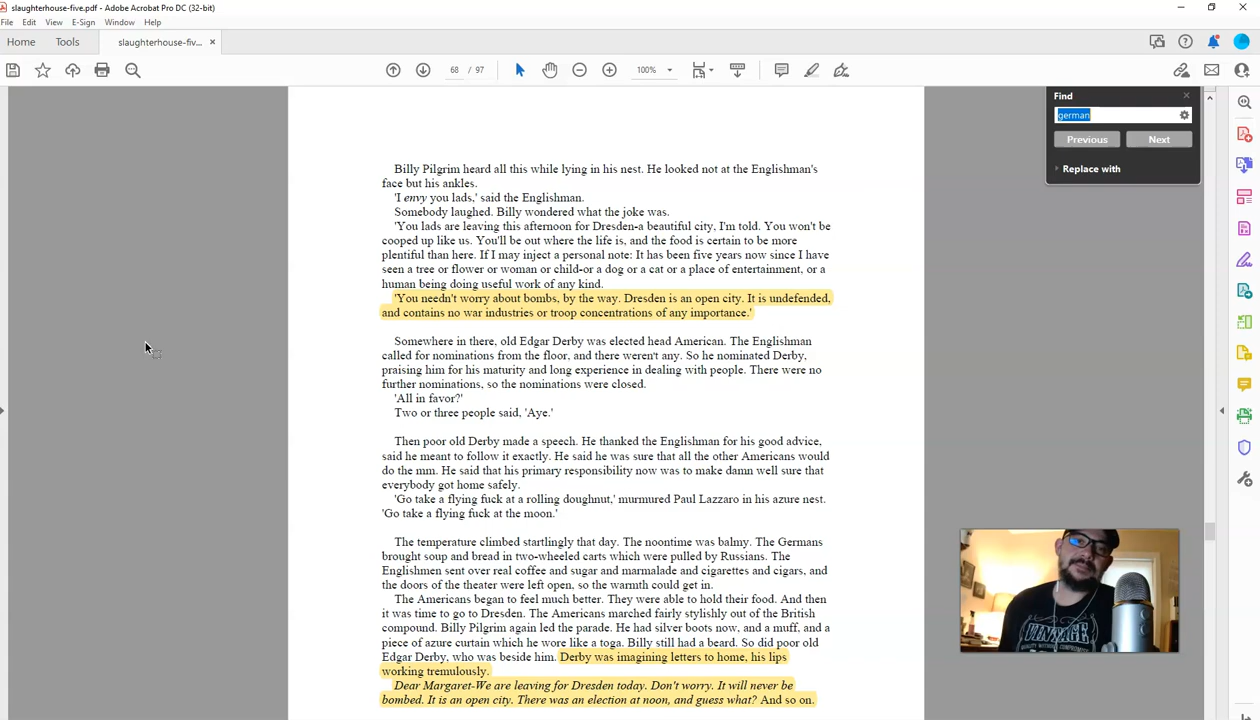 slaughterhouse-five.pdf - Adobe Acrobat Pro DC (32-bit)
File Edit View E-Sign Window Help
Home Tools slaughterhouse-fiv... ×
68 / 97 100%
Find
german
Previous Next
Replace with
Billy Pilgrim heard all this while lying in his nest. He looked not at the Englishman's
face but his ankles.
'I envy you lads,' said the Englishman.
Somebody laughed. Billy wondered what the joke was.
'You lads are leaving this afternoon for Dresden-a beautiful city, I'm told. You won't be
cooped up like us. You'll be out where the life is, and the food is certain to be more
plentiful than here. If I may inject a personal note: It has been five years now since I have
seen a tree or flower or woman or child-or a dog or a cat or a place of entertainment, or a
human being doing useful work of any kind.
'You needn't worry about bombs, by the way. Dresden is an open city. It is undefended,
and contains no war industries or troop concentrations of any importance.'
Somewhere in there, old Edgar Derby was elected head American. The Englishman
called for nominations from the floor, and there weren't any. So he nominated Derby,
praising him for his maturity and long experience in dealing with people. There were no
further nominations, so the nominations were closed.
'All in favor?'
Two or three people said, 'Aye.'
Then poor old Derby made a speech. He thanked the Englishman for his good advice,
said he meant to follow it exactly. He said he was sure that all the other Americans would
do the mm. He said that his primary responsibility now was to make damn well sure that
everybody got home safely.
'Go take a flying fuck at a rolling doughnut,' murmured Paul Lazzaro in his azure nest.
'Go take a flying fuck at the moon.'
The temperature climbed startlingly that day. The noontime was balmy. The Germans
brought soup and bread in two-wheeled carts which were pulled by Russians. The
Englishmen sent over real coffee and sugar and marmalade and cigarettes and cigars, and
the doors of the theater were left open, so the warmth could get in.
The Americans began to feel much better. They were able to hold their food. And then
it was time to go to Dresden. The Americans marched fairly stylishly out of the British
compound. Billy Pilgrim again led the parade. He had silver boots now, and a muff, and a
piece of azure curtain which he wore like a toga. Billy still had a beard. So did poor old
Edgar Derby, who was beside him. Derby was imagining letters to home, his lips
working tremulously.
Dear Margaret-We are leaving for Dresden today. Don't worry. It will never be
bombed. It is an open city. There was an election at noon, and guess what? And so on.
VINTAGE